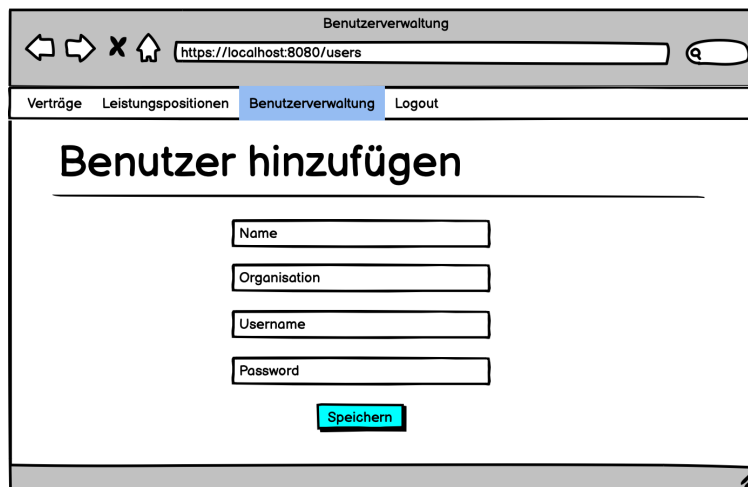 Benutzerverwaltung
https://localhost:8080/users
Verträge Leistungspositionen Benutzerverwaltung Logout
Benutzer hinzufügen
Name
Organisation
Username
Password
Speichern